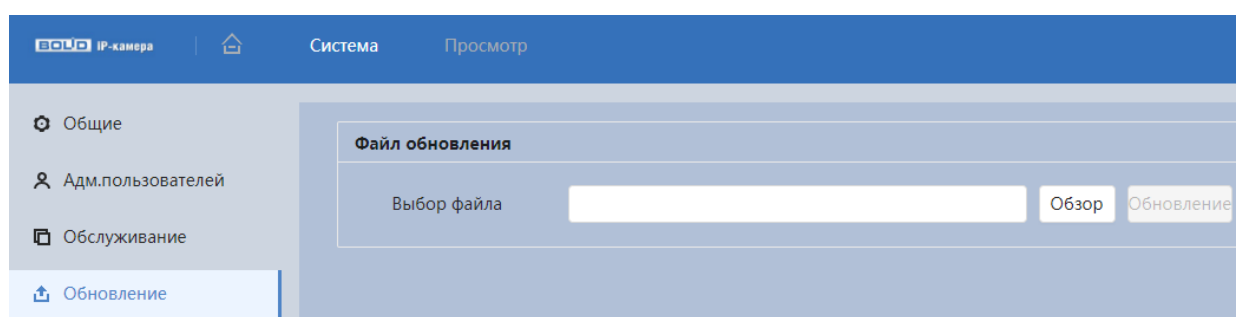 BOLID IP-камера Система Просмотр
Общие
Файл обновления
Адм.пользователей
Выбор файла Обзор Обновление
Обслуживание
Обновление